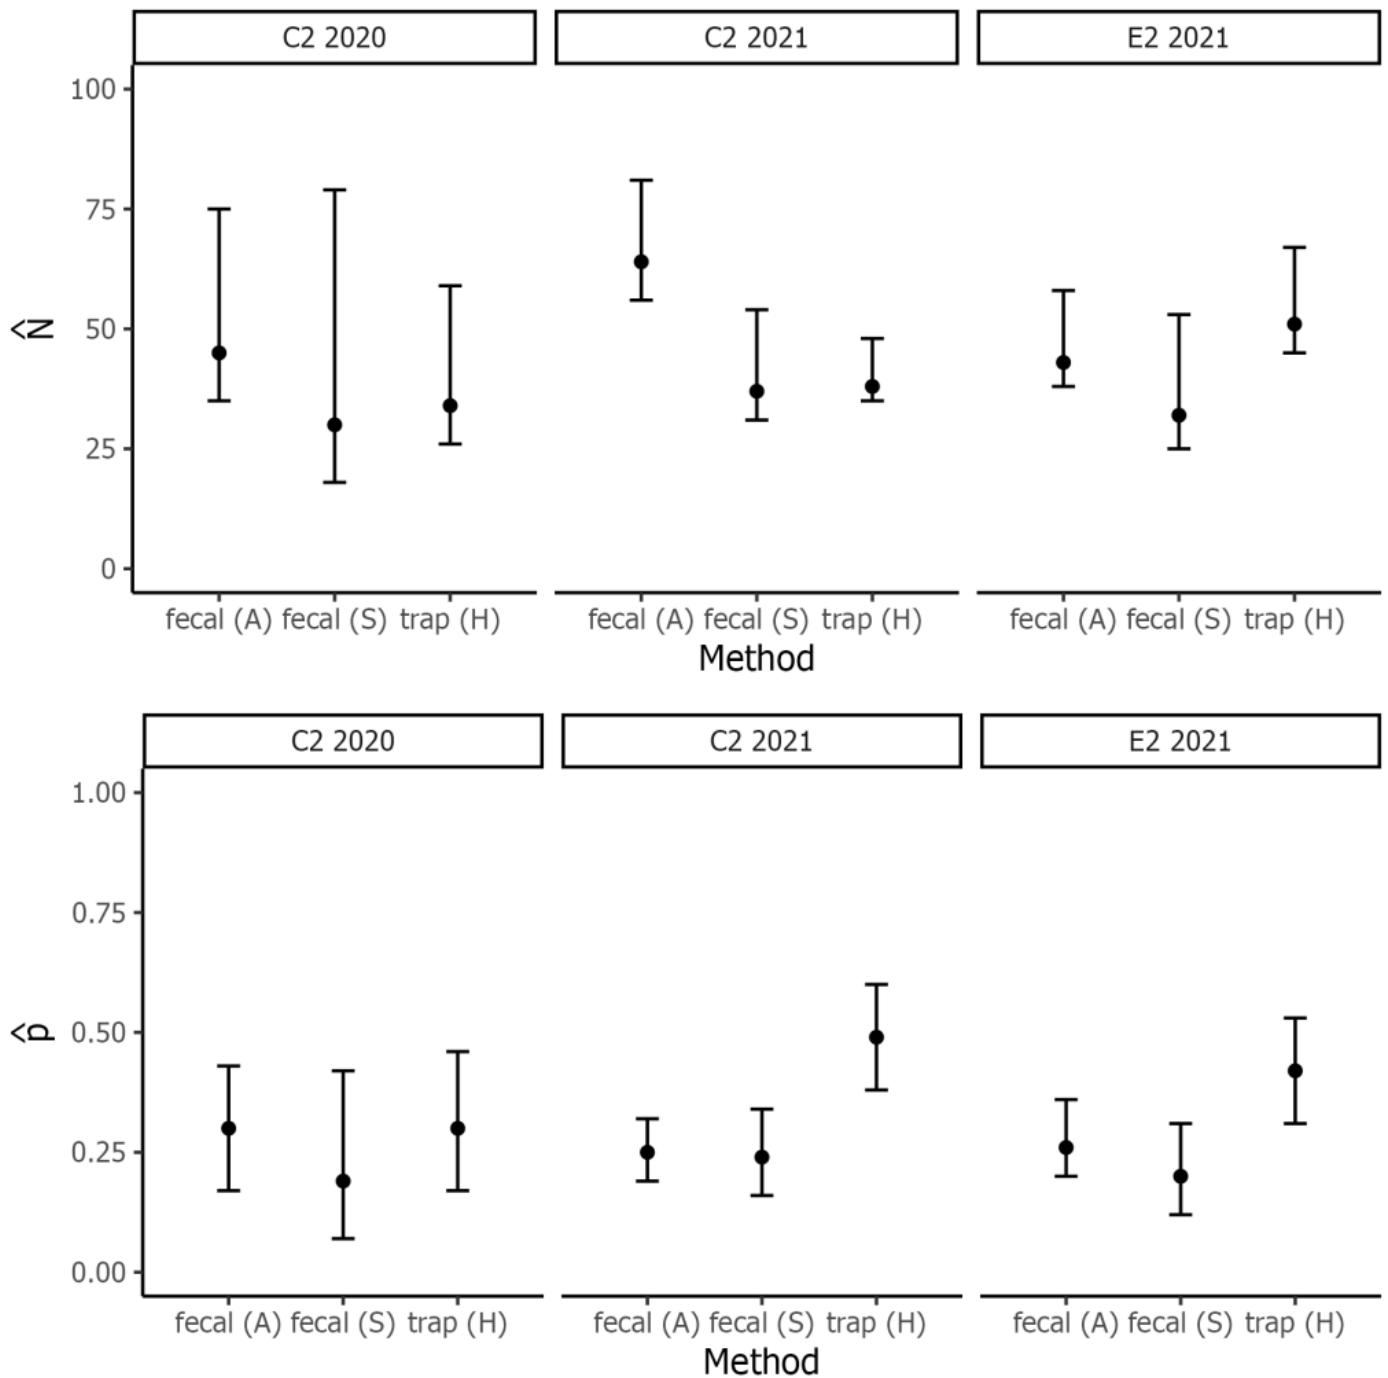 C2 2020 C2 2021 E2 2021
100
75
50
25
0
N̂
fecal (A) fecal (S) trap (H) fecal (A) fecal (S) trap (H) fecal (A) fecal (S) trap (H)
Method
C2 2020 C2 2021 E2 2021
1.00
0.75
0.50
0.25
0.00
p̂
fecal (A) fecal (S) trap (H) fecal (A) fecal (S) trap (H) fecal (A) fecal (S) trap (H)
Method